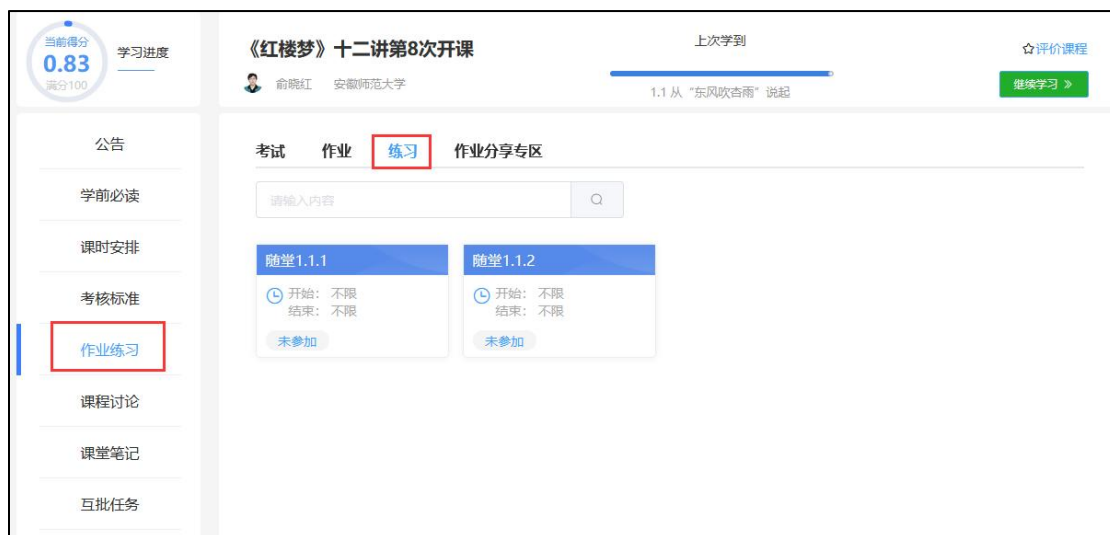 当前得分
0.83
满分100
学习进度
《红楼梦》十二讲第8次开课
俞晓红 安徽师范大学
上次学到
1.1 从“东风吹杏雨”说起
评价课程
继续学习 》
公告
学前必读
课时安排
考核标准
作业练习
课程讨论
课堂笔记
互批任务
考试 作业 练习 作业分享专区
请输入内容
随堂1.1.1
开始： 不限
结束： 不限
未参加
随堂1.1.2
开始： 不限
结束： 不限
未参加